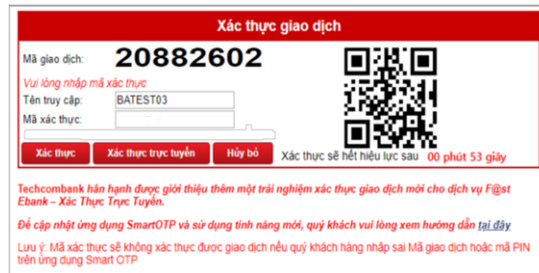 Xác thực giao dịch
Mã giao dịch: 20882602
Vui lòng nhập mã xác thực
Tên truy cập: BATEST03
Mã xác thực:
Xác thực Xác thực trực tuyến Hủy bỏ Xác thực sẽ hết hiệu lực sau 00 phút 53 giây
Techcombank hân hạnh được giới thiệu thêm một trải nghiệm xác thực giao dịch mới cho dịch vụ F@st
Ebank – Xác Thực Trực Tuyến.
Để cập nhật ứng dụng SmartOTP và sử dụng tính năng mới, quý khách vui lòng xem hướng dẫn tại đây
Lưu ý: Mã xác thực sẽ không xác thực được giao dịch nếu quý khách hàng nhập sai Mã giao dịch hoặc mã PIN
trên ứng dụng Smart OTP